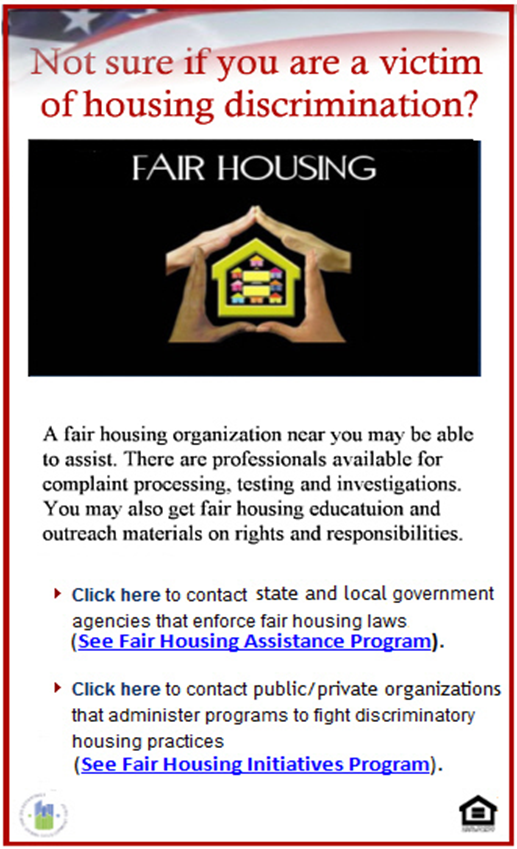 Not sure if you are a victim
of housing discrimination?
FAIR HOUSING
A fair housing organization near you may be able
to assist. There are professionals available for
complaint processing, testing and investigations.
You may also get fair housing educatuion and
outreach materials on rights and responsibilities.
Click here to contact state and local government
agencies that enforce fair housing laws
(See Fair Housing Assistance Program).
Click here to contact public/private organizations
that administer programs to fight discriminatory
housing practices
(See Fair Housing Initiatives Program).